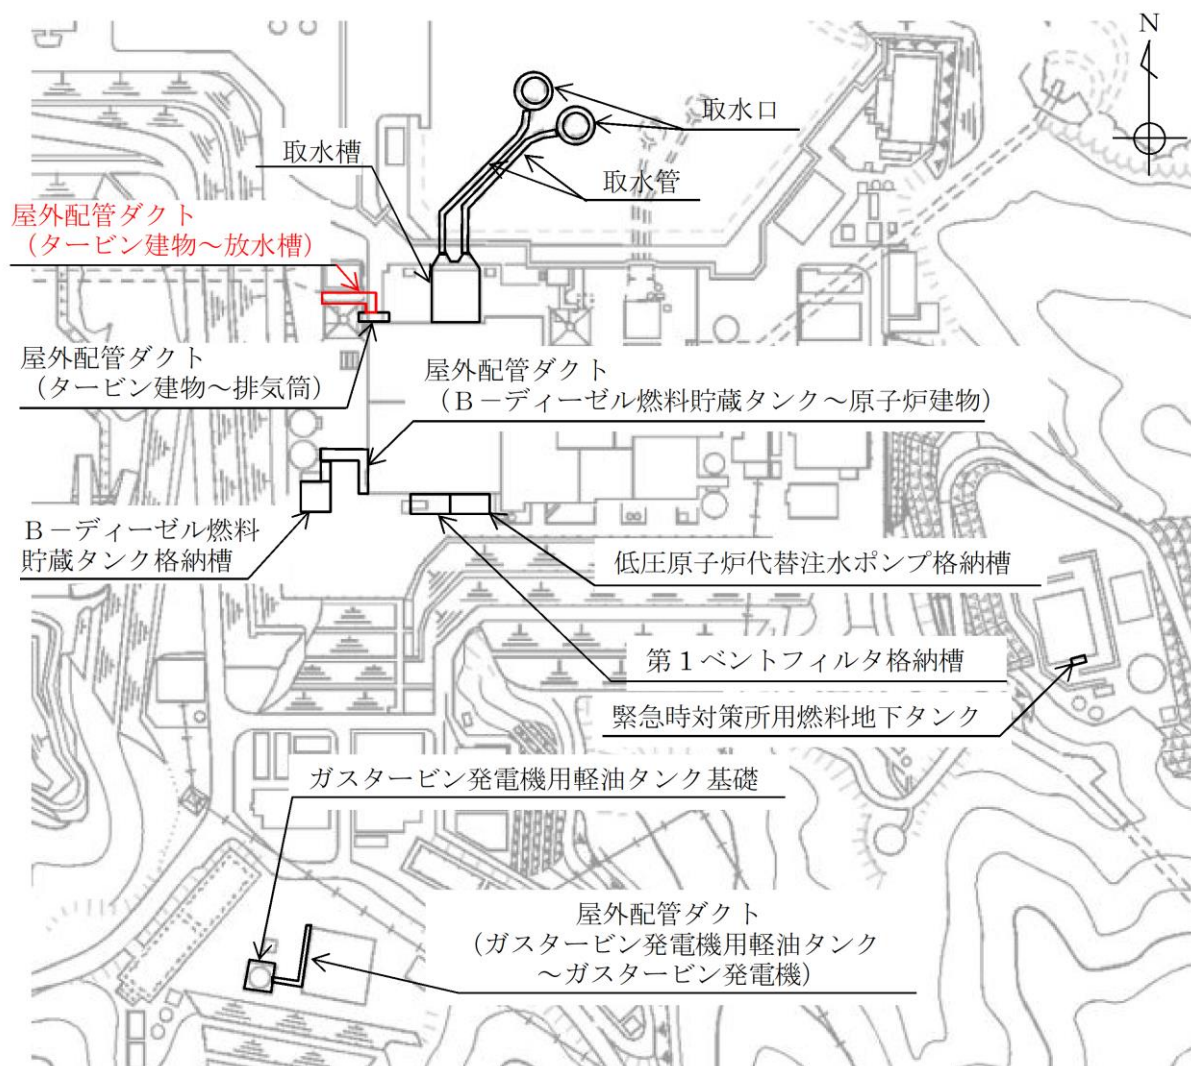 N
取水口
取水槽
取水管
屋外配管ダクト
（タービン建物～放水槽）
屋外配管ダクト
（タービン建物～排気筒）
屋外配管ダクト
（Ｂ－ディーゼル燃料貯蔵タンク～原子炉建物）
Ｂ－ディーゼル燃料
貯蔵タンク格納槽
低圧原子炉代替注水ポンプ格納槽
第１ベントフィルタ格納槽
緊急時対策所用燃料地下タンク
ガスタービン発電機用軽油タンク基礎
屋外配管ダクト
（ガスタービン発電機用軽油タンク
～ガスタービン発電機）